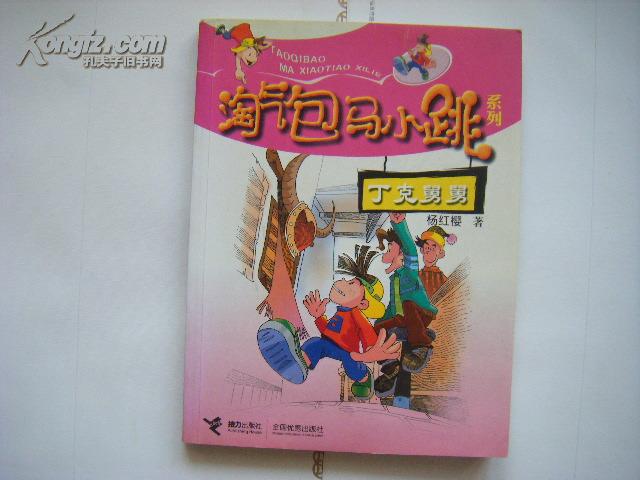 Kongfz.com
孔夫子旧书网
TAOQIBAO
MA XIAOTIAO XILIE
淘气包马小跳
系列
丁克舅舅
杨红樱 著
接力出版社
全国优秀出版社